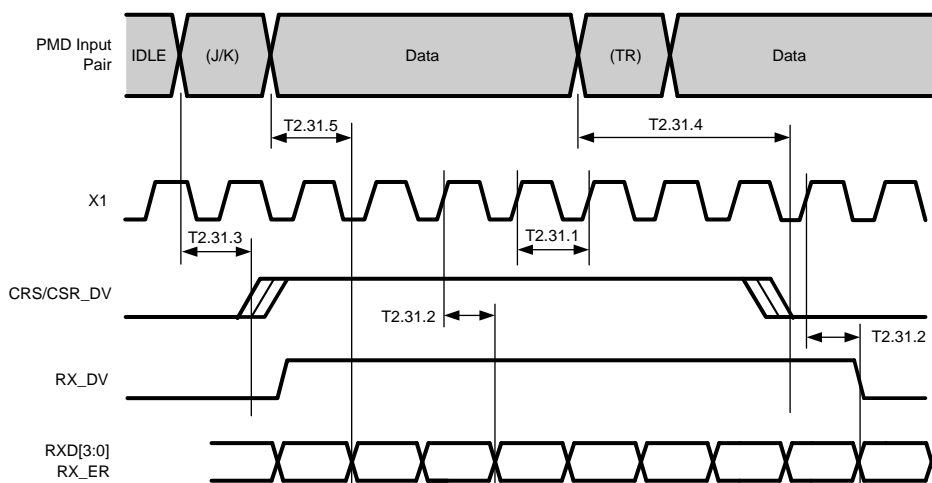 PMD Input
Pair
IDLE
(J/K)
Data
(TR)
Data
T2.31.5
T2.31.4
X1
T2.31.3
T2.31.1
CRS/CSR_DV
T2.31.2
T2.31.2
RX_DV
RXD[3:0]
RX_ER